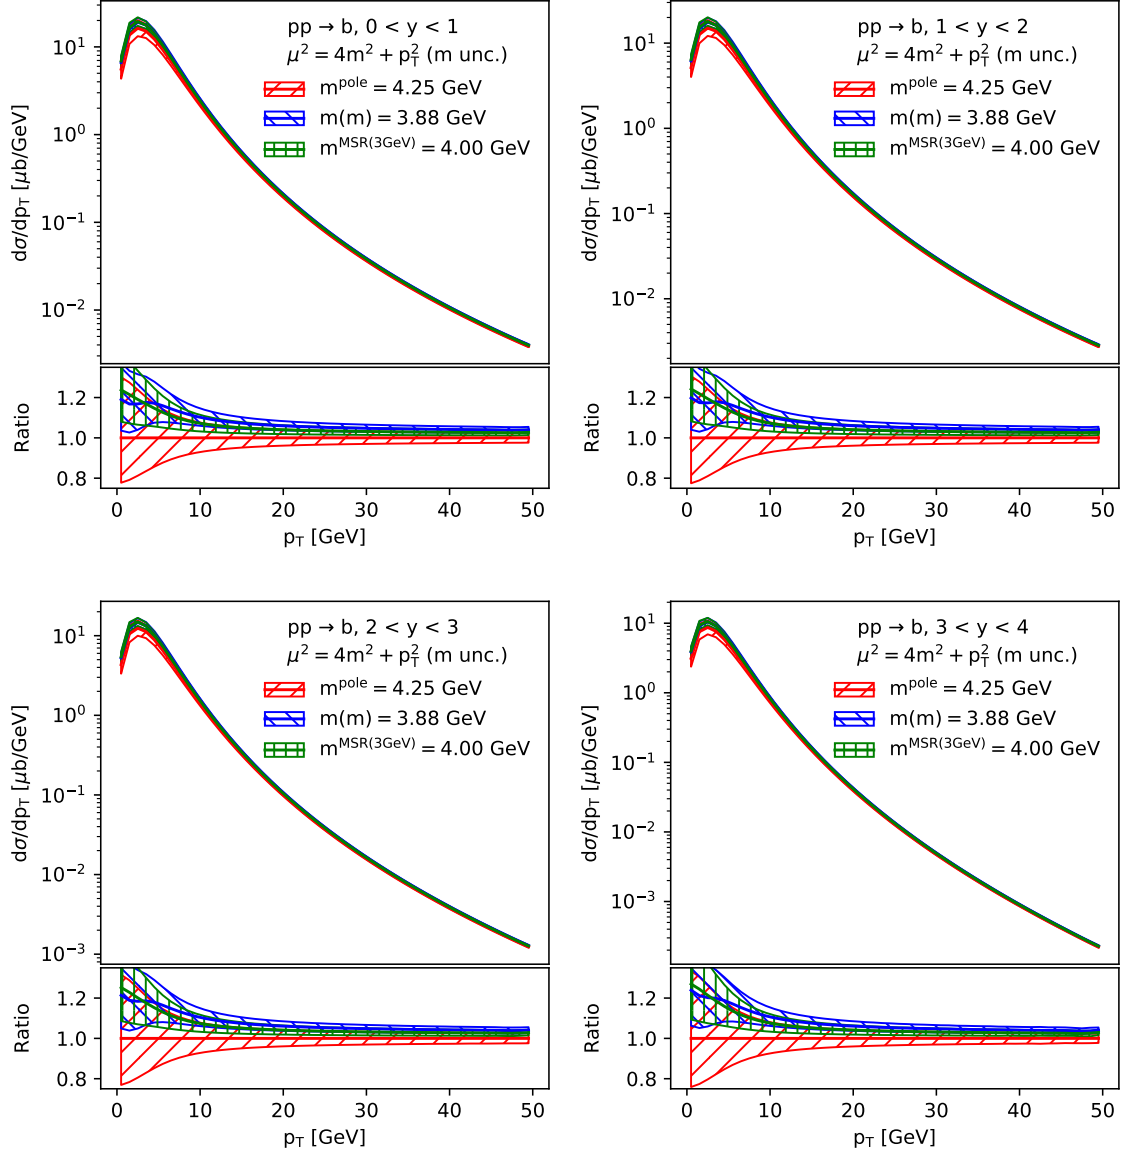 pp → b, 0 < y < 1
μ² = 4m² + p_T² (m unc.)
m^pole = 4.25 GeV
m(m) = 3.88 GeV
m^MSR(3GeV) = 4.00 GeV
dσ/dp_T [μb/GeV]
10¹
10⁰
10⁻¹
10⁻²
Ratio
1.2
1.0
0.8
0 10 20 30 40 50
p_T [GeV]
pp → b, 1 < y < 2
μ² = 4m² + p_T² (m unc.)
m^pole = 4.25 GeV
m(m) = 3.88 GeV
m^MSR(3GeV) = 4.00 GeV
dσ/dp_T [μb/GeV]
10¹
10⁰
10⁻¹
10⁻²
Ratio
1.2
1.0
0.8
0 10 20 30 40 50
p_T [GeV]
pp → b, 2 < y < 3
μ² = 4m² + p_T² (m unc.)
m^pole = 4.25 GeV
m(m) = 3.88 GeV
m^MSR(3GeV) = 4.00 GeV
dσ/dp_T [μb/GeV]
10¹
10⁰
10⁻¹
10⁻²
10⁻³
Ratio
1.2
1.0
0.8
0 10 20 30 40 50
p_T [GeV]
pp → b, 3 < y < 4
μ² = 4m² + p_T² (m unc.)
m^pole = 4.25 GeV
m(m) = 3.88 GeV
m^MSR(3GeV) = 4.00 GeV
dσ/dp_T [μb/GeV]
10¹
10⁰
10⁻¹
10⁻²
10⁻³
Ratio
1.2
1.0
0.8
0 10 20 30 40 50
p_T [GeV]